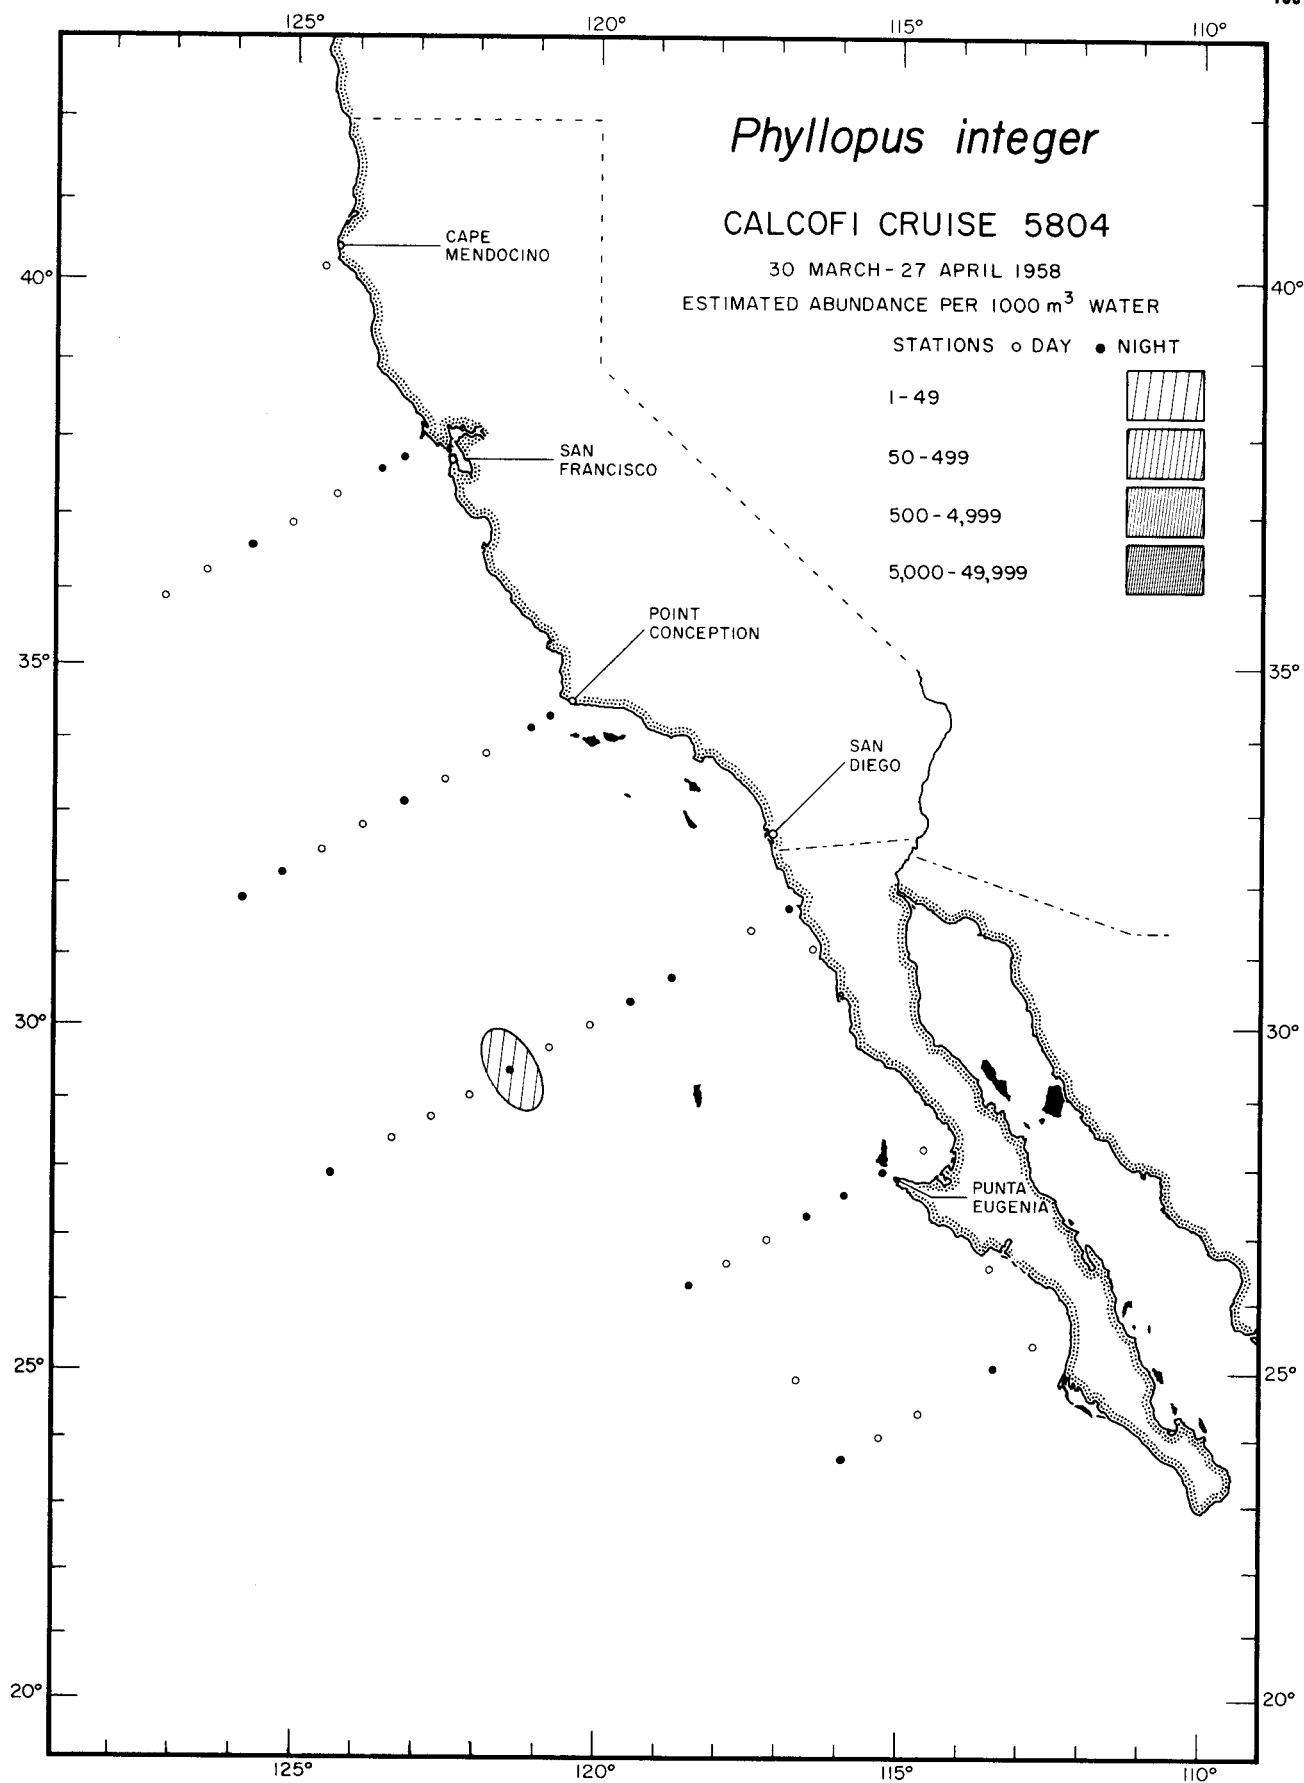 125° 120° 115° 110°
Phyllopus integer
CALCOFI CRUISE 5804
30 MARCH - 27 APRIL 1958
ESTIMATED ABUNDANCE PER 1000 m³ WATER
STATIONS ○ DAY ● NIGHT
1-49
50-499
500-4,999
5,000-49,999
CAPE
MENDOCINO
40° 40°
SAN
FRANCISCO
POINT
CONCEPTION
35° 35°
SAN
DIEGO
30° 30°
PUNTA
EUGENIA
25° 25°
20° 20°
125° 120° 115° 110°